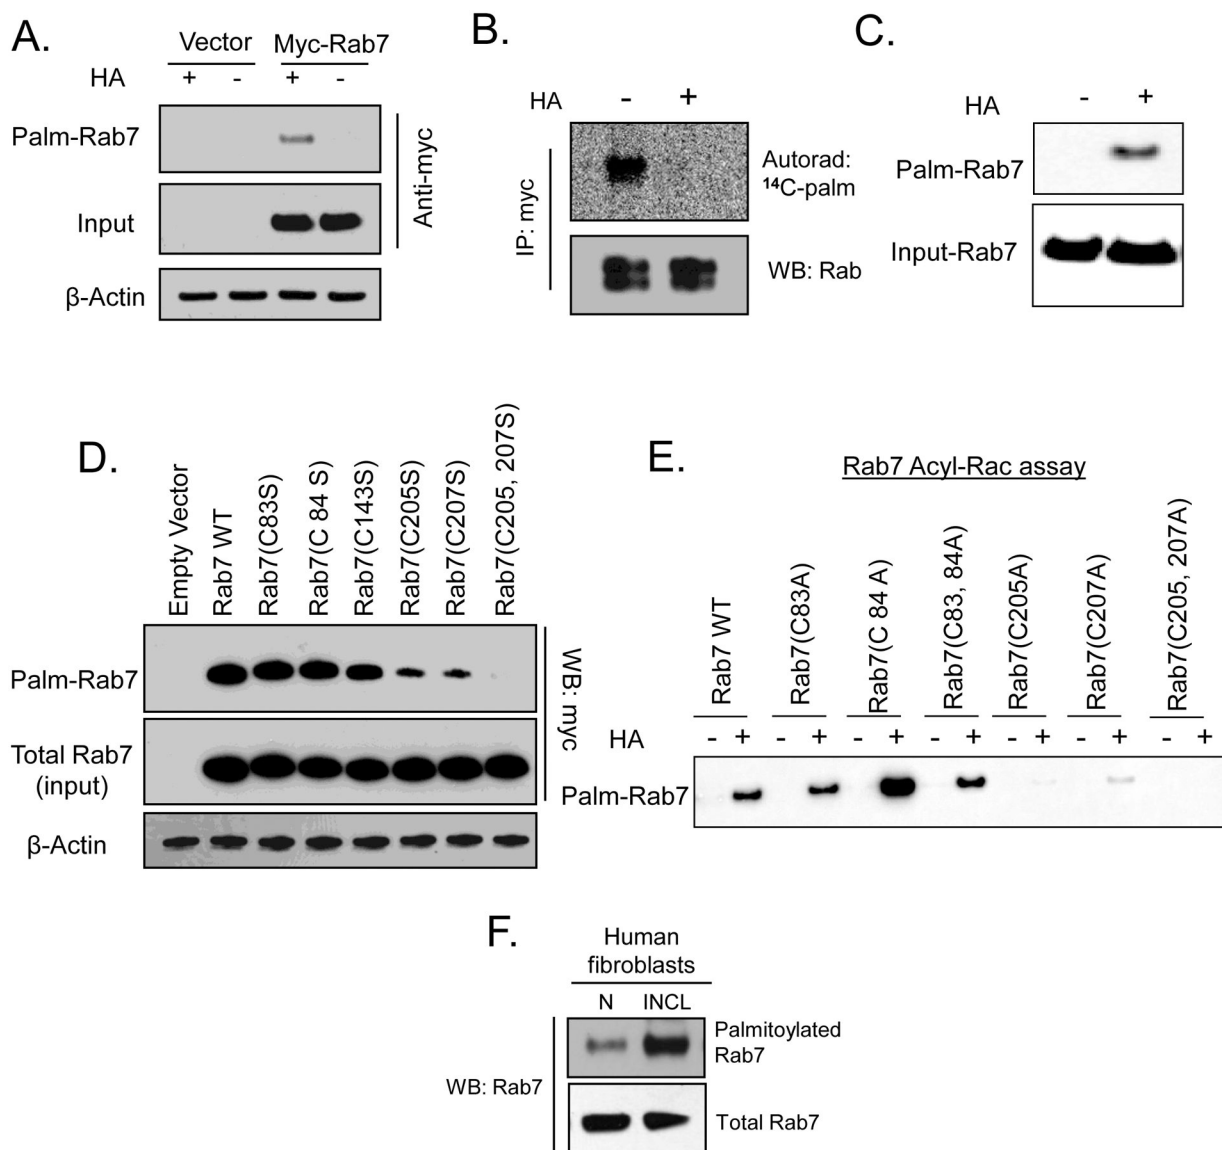 A.
Vector Myc-Rab7
HA + - + -
Palm-Rab7
Input
β-Actin
Anti-myc
B.
HA - +
IP: myc
Autorad:
¹⁴C-palm
WB: Rab
C.
HA - +
Palm-Rab7
Input-Rab7
D.
Empty Vector
Rab7 WT
Rab7(C83S)
Rab7(C 84 S)
Rab7(C143S)
Rab7(C205S)
Rab7(C207S)
Rab7(C205, 207S)
Palm-Rab7
Total Rab7
(input)
β-Actin
WB: myc
E.
Rab7 Acyl-Rac assay
Rab7 WT
Rab7(C83A)
Rab7(C 84 A)
Rab7(C83, 84A)
Rab7(C205A)
Rab7(C207A)
Rab7(C205, 207A)
HA - + - + - + - + - + - + - +
Palm-Rab7
F.
Human
fibroblasts
N INCL
WB: Rab7
Palmitoylated
Rab7
Total Rab7